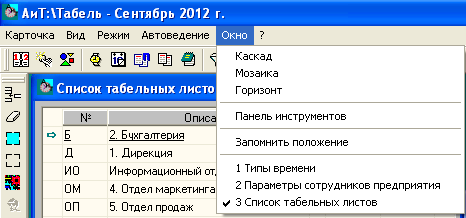 АиТ:\Табель - Сентябрь 2012 г.
Карточка Вид Режим Автоведение Окно ?
Каскад
Мозаика
Горизонт
Панель инструментов
Запомнить положение
1 Типы времени
2 Параметры сотрудников предприятия
✓ 3 Список табельных листов
Список табельных листо
№ Описа
Б 2. Бухгалтерия
Д 1. Дирекция
ИО Информационный отд
ОМ 4. Отдел маркетинга
ОП 5. Отдел продаж